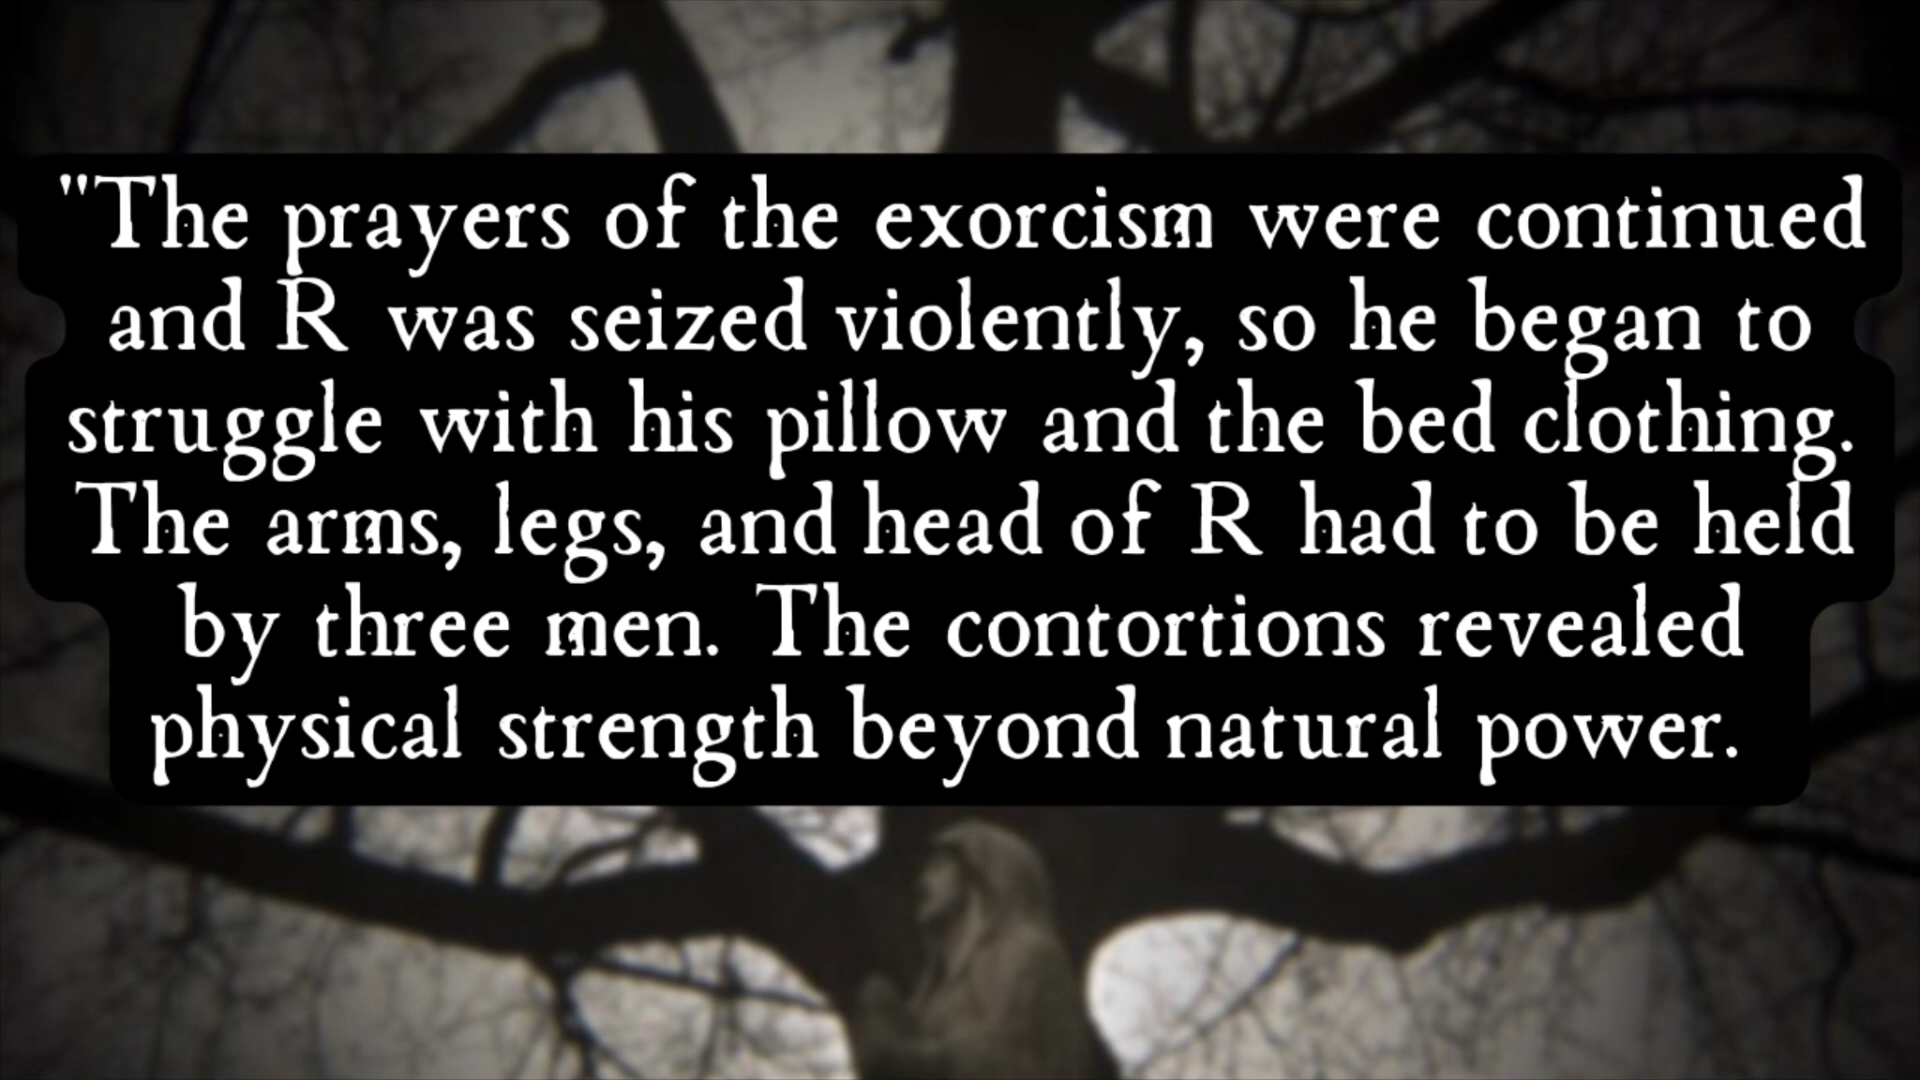 "The prayers of the exorcism were continued
and R was seized violently, so he began to
struggle with his pillow and the bed clothing.
The arms, legs, and head of R had to be held
by three men. The contortions revealed
physical strength beyond natural power.